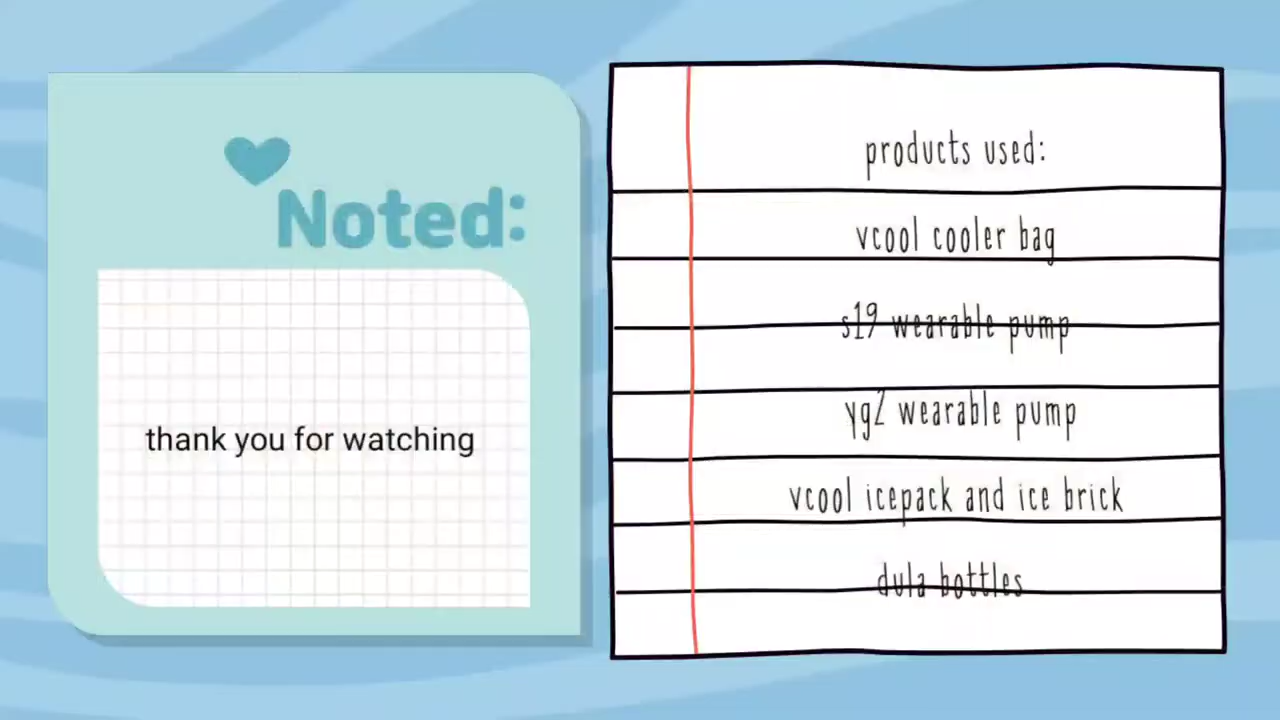 Noted:
thank you for watching
products used:
vcool cooler bag
s19 wearable pump
yg2 wearable pump
vcool icepack and ice brick
dula bottles